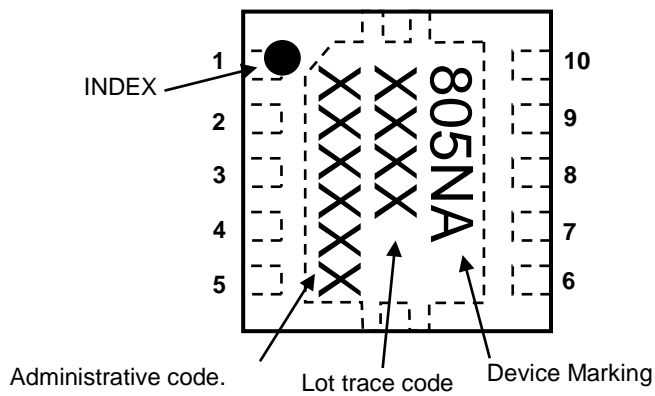 1
INDEX
2
3
4
5
10
9
8
7
6
805NA
XXXX
XXXXXX
Administrative code.
Lot trace code
Device Marking